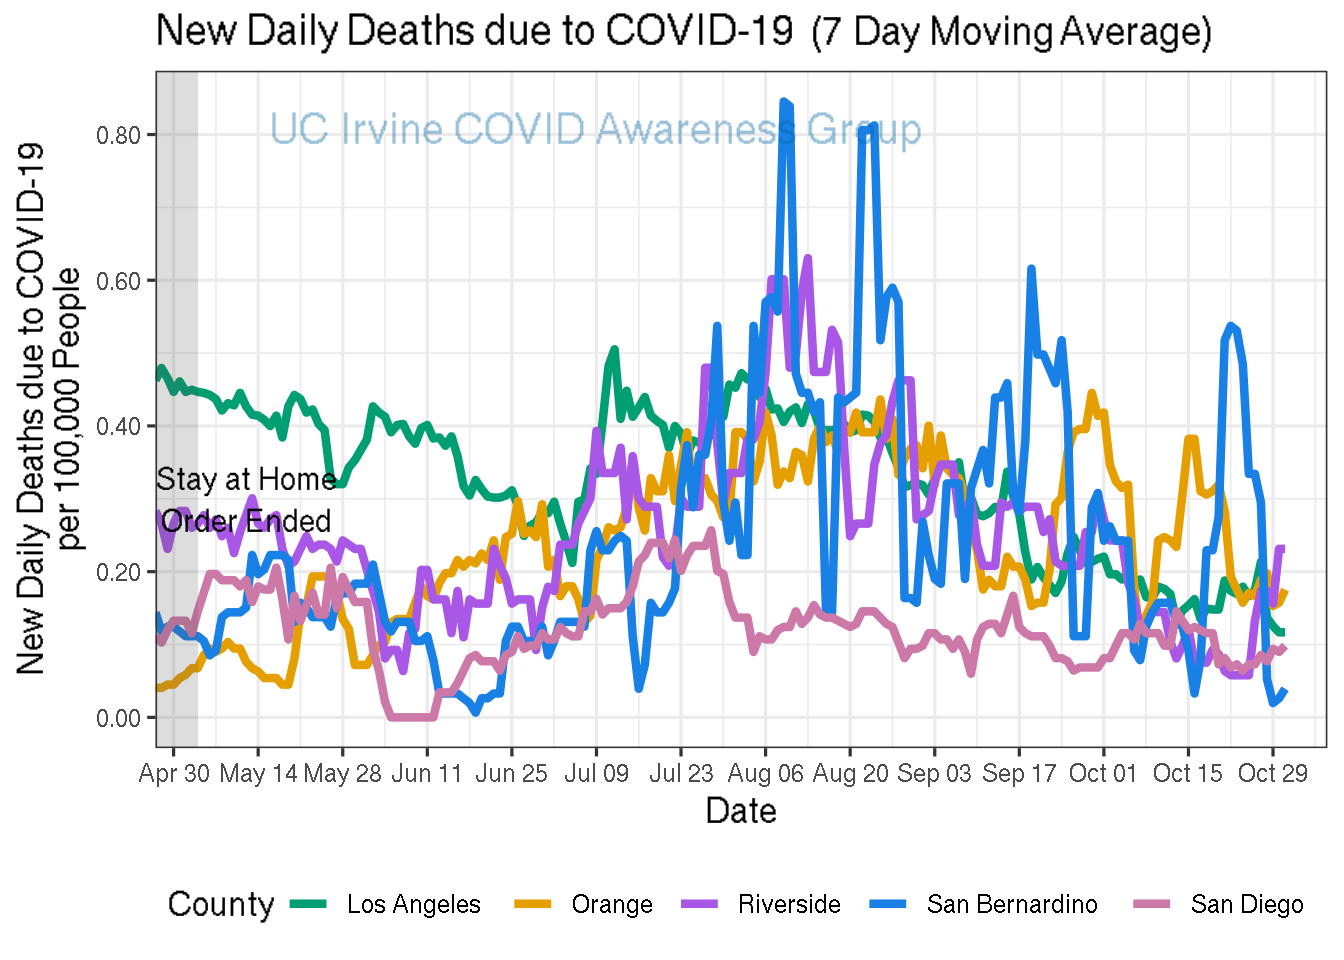 New Daily Deaths due to COVID-19 (7 Day Moving Average)
UC Irvine COVID Awareness Group
New Daily Deaths due to COVID-19
per 100,000 People
0.80
0.60
0.40
0.20
0.00
Stay at Home
Order Ended
Apr 30 May 14 May 28 Jun 11 Jun 25 Jul 09 Jul 23 Aug 06 Aug 20 Sep 03 Sep 17 Oct 01 Oct 15 Oct 29
Date
County Los Angeles Orange Riverside San Bernardino San Diego